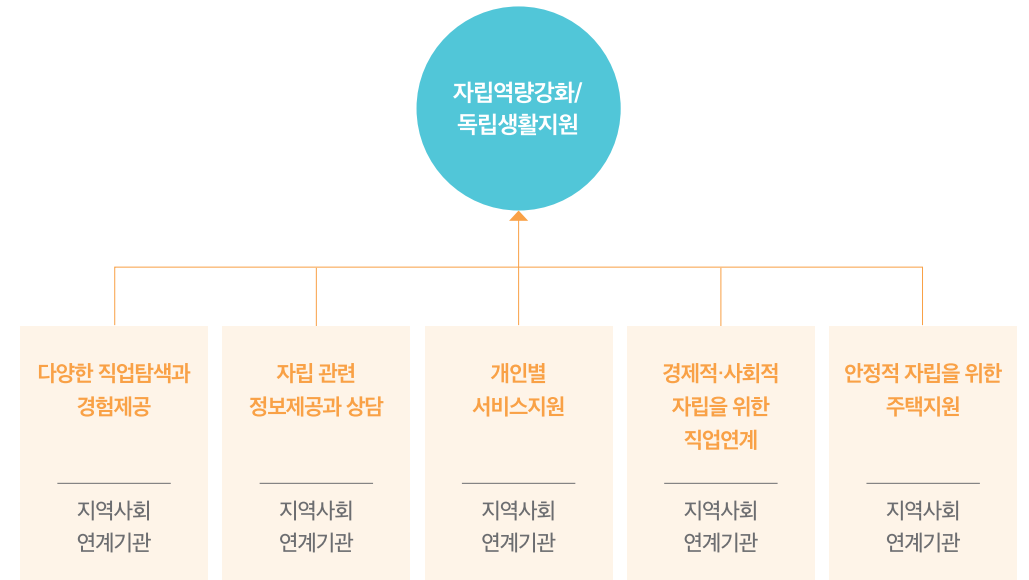 자립역량강화/
독립생활지원
다양한 직업탐색과
경험제공
지역사회
연계기관
자립 관련
정보제공과 상담
지역사회
연계기관
개인별
서비스지원
지역사회
연계기관
경제적·사회적
자립을 위한
직업연계
지역사회
연계기관
안정적 자립을 위한
주택지원
지역사회
연계기관